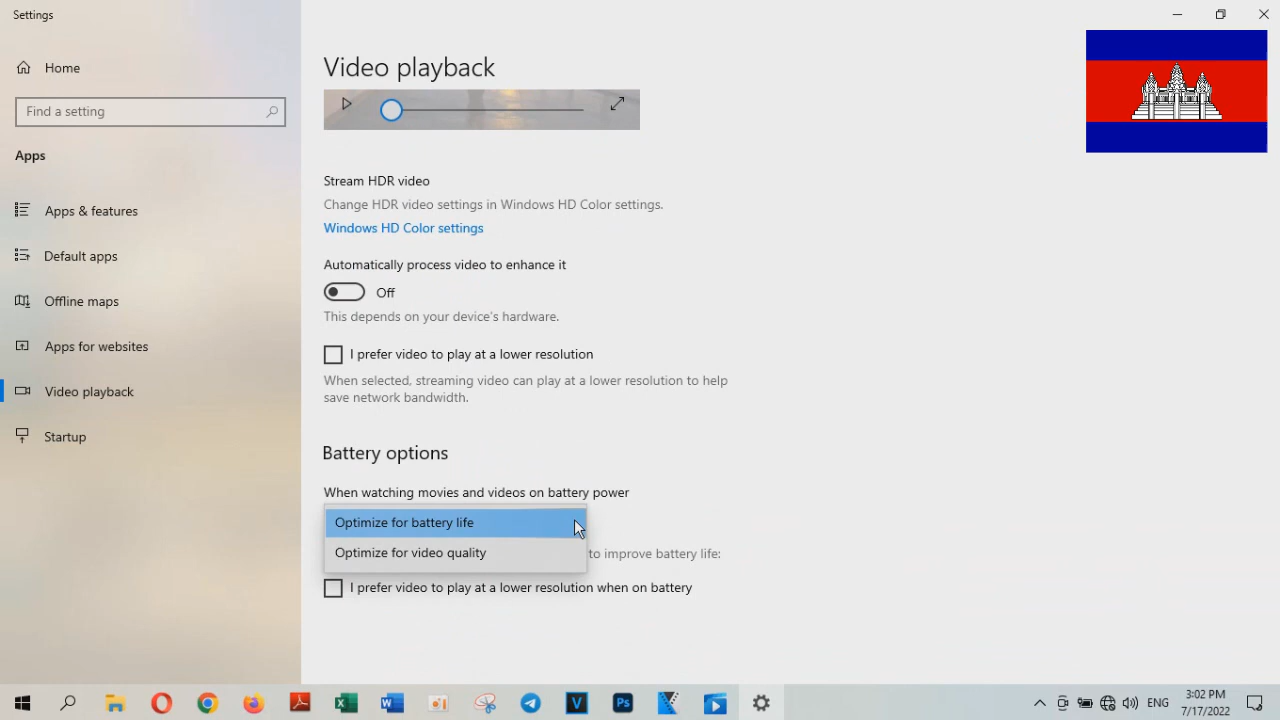 Settings
Home
Find a setting
Apps
Apps & features
Default apps
Offline maps
Apps for websites
Video playback
Startup
Video playback
Stream HDR video
Change HDR video settings in Windows HD Color settings.
Windows HD Color settings
Automatically process video to enhance it
Off
This depends on your device's hardware.
I prefer video to play at a lower resolution
When selected, streaming video can play at a lower resolution to help
save network bandwidth.
Battery options
When watching movies and videos on battery power
Optimize for battery life
Optimize for video quality
to improve battery life:
I prefer video to play at a lower resolution when on battery
ENG
3:02 PM
7/17/2022